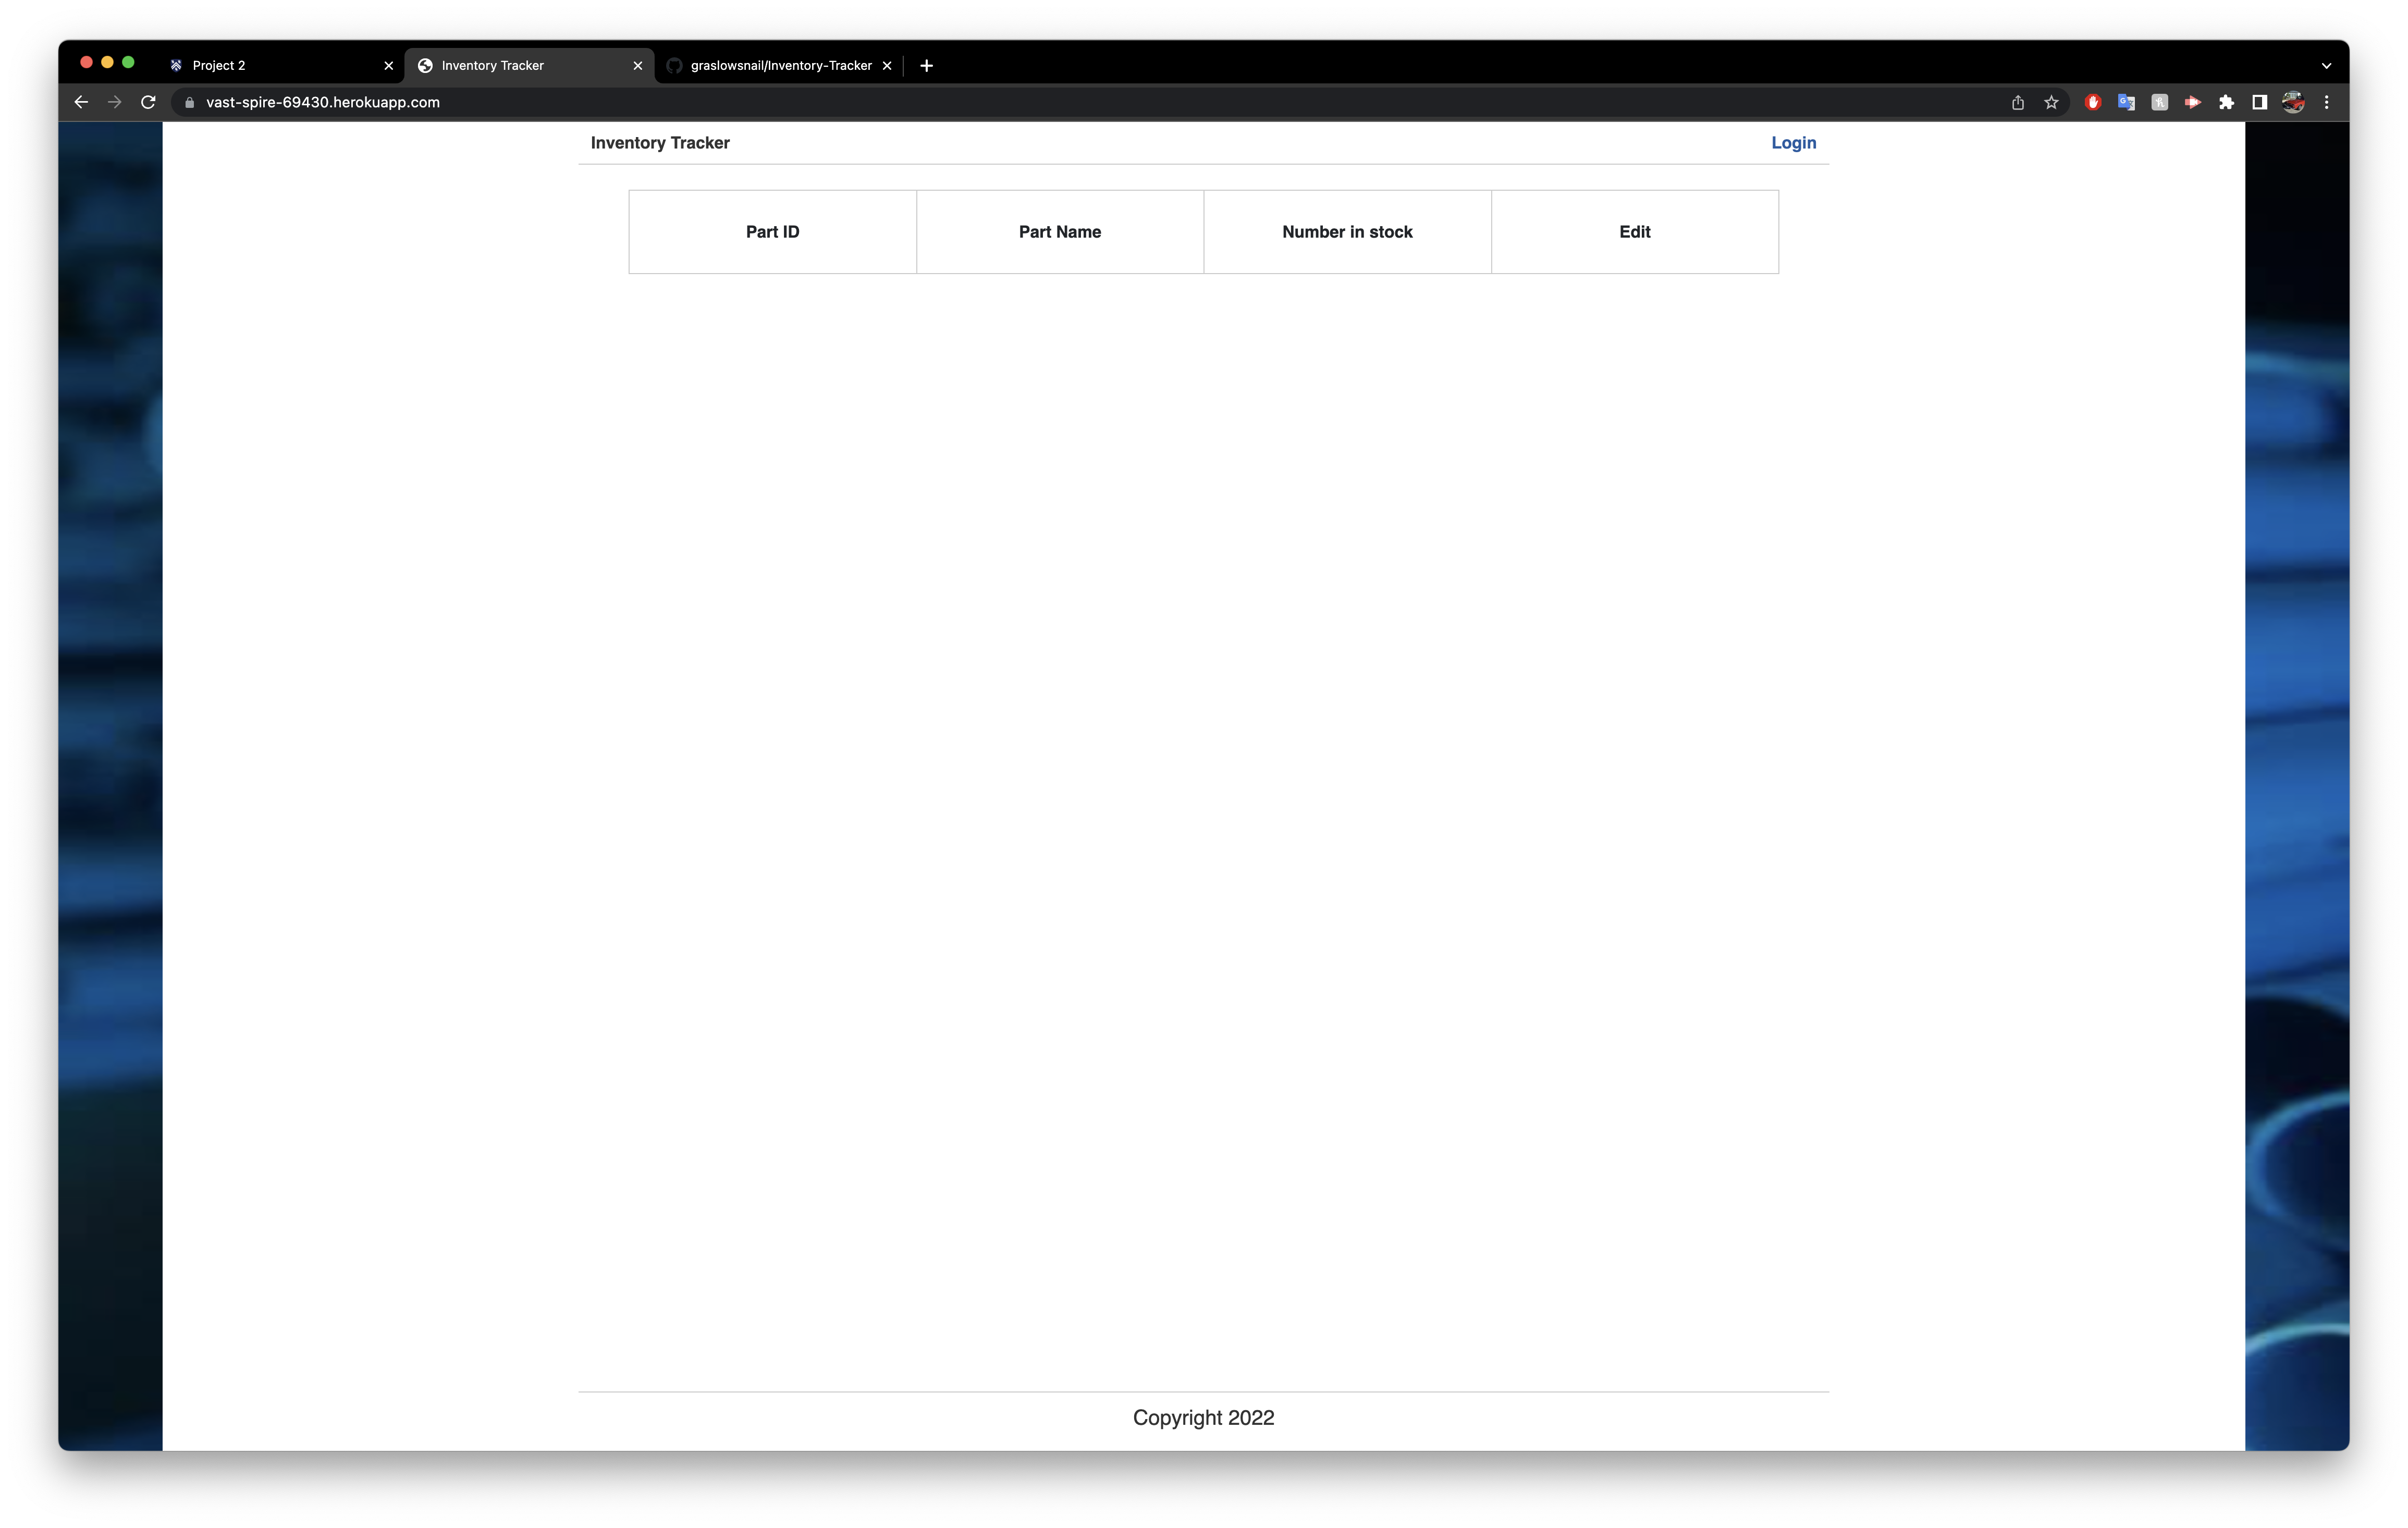 Project 2
Inventory Tracker
graslowsnail/Inventory-Tracker
vast-spire-69430.herokuapp.com
Inventory Tracker
Login
Part ID
Part Name
Number in stock
Edit
Copyright 2022